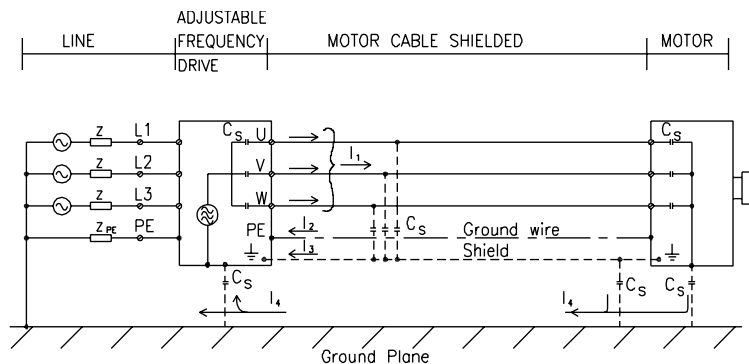 LINE
ADJUSTABLE
FREQUENCY
DRIVE
MOTOR CABLE SHIELDED
MOTOR
Z L1
Z L2
Z L3
Z PE PE
CS U
V
W
PE
I1
I2
I3
CS
Ground wire
Shield
CS
CS
I4
I4
CS
CS
Ground Plane